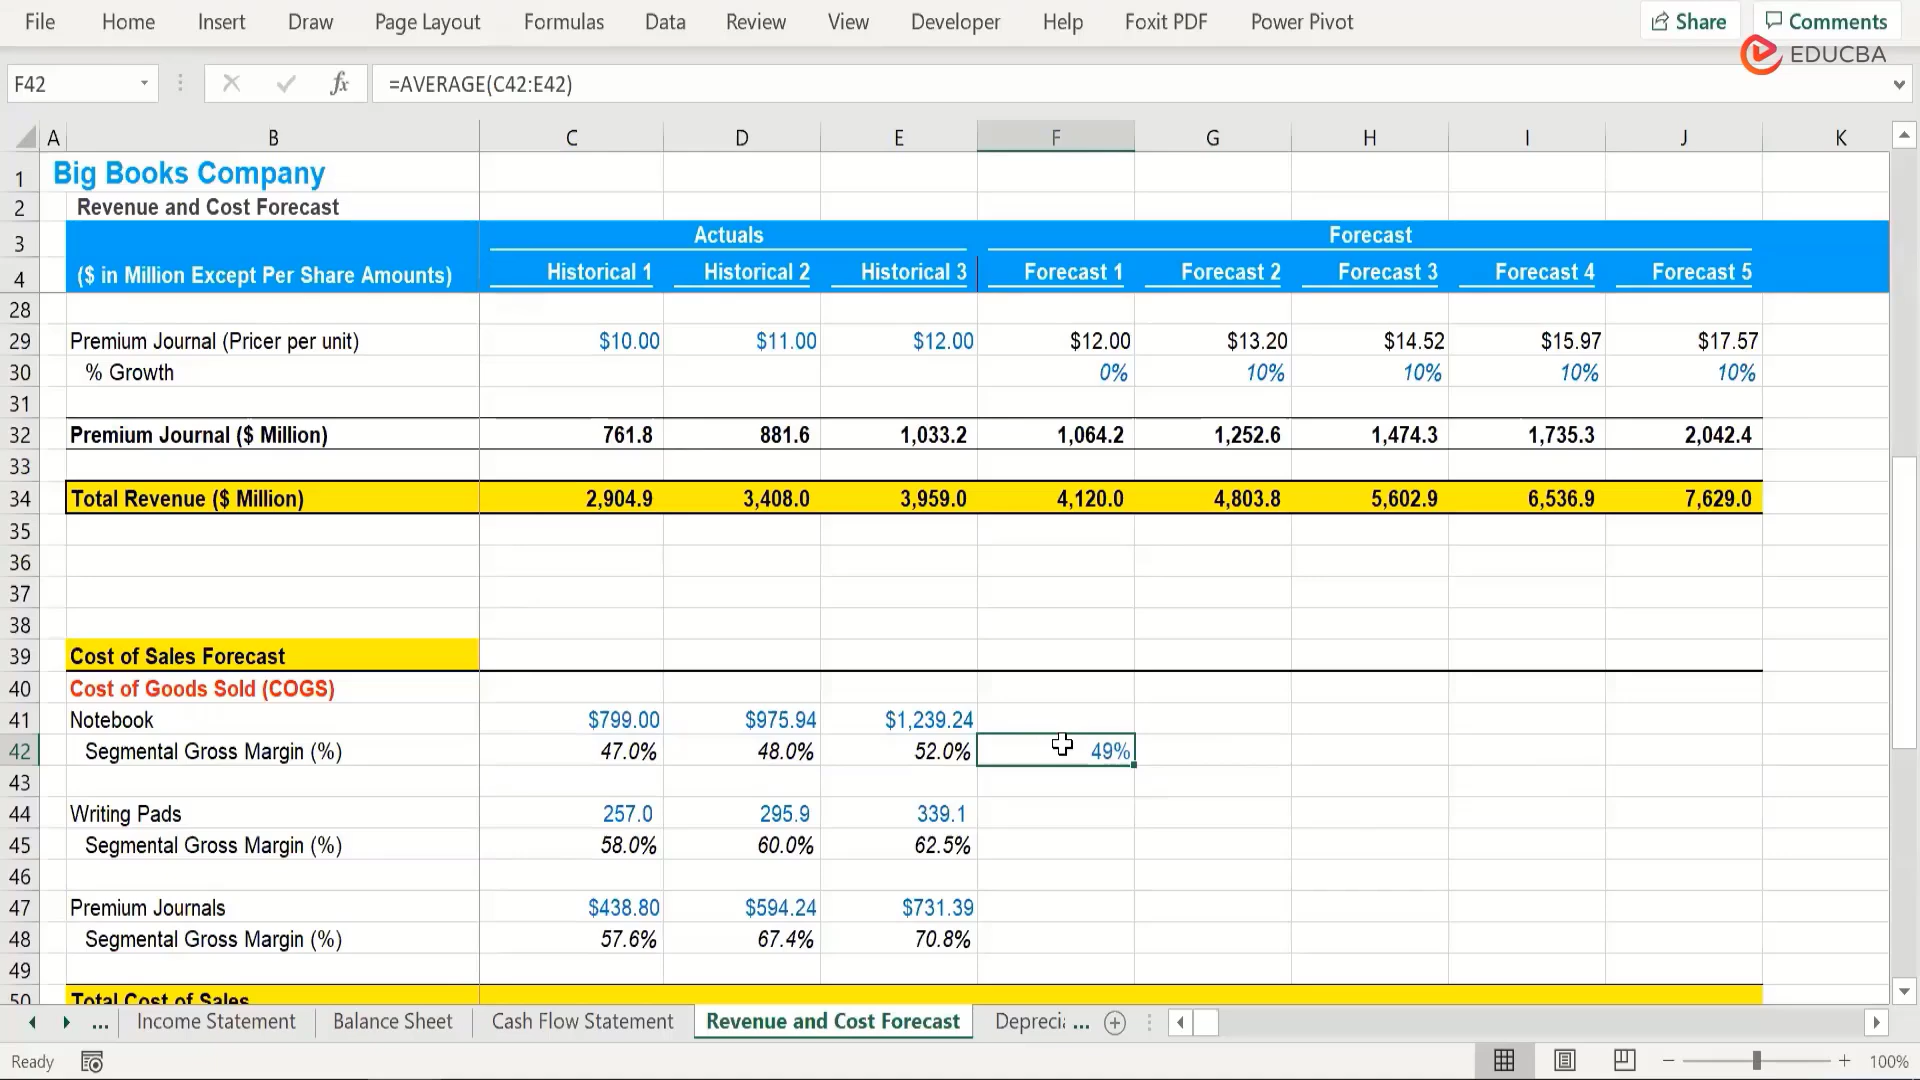 File Home Insert Draw Page Layout Formulas Data Review View Developer Help Foxit PDF Power Pivot Share Comments
EDUCBA
F42 fx =AVERAGE(C42:E42)
A B C D E F G H I J K
1 Big Books Company
2 Revenue and Cost Forecast
3 Actuals Forecast
4 ($ in Million Except Per Share Amounts) Historical 1 Historical 2 Historical 3 Forecast 1 Forecast 2 Forecast 3 Forecast 4 Forecast 5
28
29 Premium Journal (Pricer per unit) $10.00 $11.00 $12.00 $12.00 $13.20 $14.52 $15.97 $17.57
30 % Growth 0% 10% 10% 10% 10%
31
32 Premium Journal ($ Million) 761.8 881.6 1,033.2 1,064.2 1,252.6 1,474.3 1,735.3 2,042.4
33
34 Total Revenue ($ Million) 2,904.9 3,408.0 3,959.0 4,120.0 4,803.8 5,602.9 6,536.9 7,629.0
35
36
37
38
39 Cost of Sales Forecast
40 Cost of Goods Sold (COGS)
41 Notebook $799.00 $975.94 $1,239.24
42 Segmental Gross Margin (%) 47.0% 48.0% 52.0% 49%
43
44 Writing Pads 257.0 295.9 339.1
45 Segmental Gross Margin (%) 58.0% 60.0% 62.5%
46
47 Premium Journals $438.80 $594.24 $731.39
48 Segmental Gross Margin (%) 57.6% 67.4% 70.8%
49
50 Total Cost of Sales
... Income Statement Balance Sheet Cash Flow Statement Revenue and Cost Forecast Depreci ...
Ready 100%